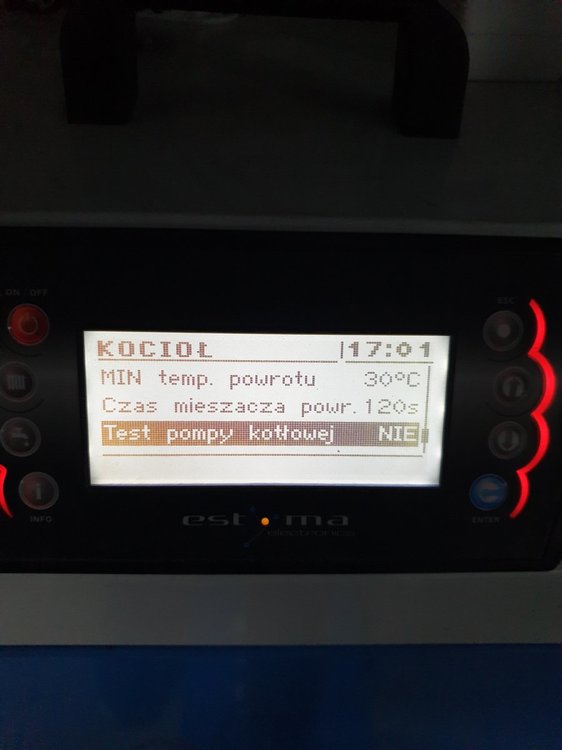 ON / OFF
ESC
KOCIOŁ 17:01
MIN temp. powrotu 30°C
Czas mieszacza powr. 120s
Test pompy kotłowej NIE
INFO
estyma
electronics
ENTER